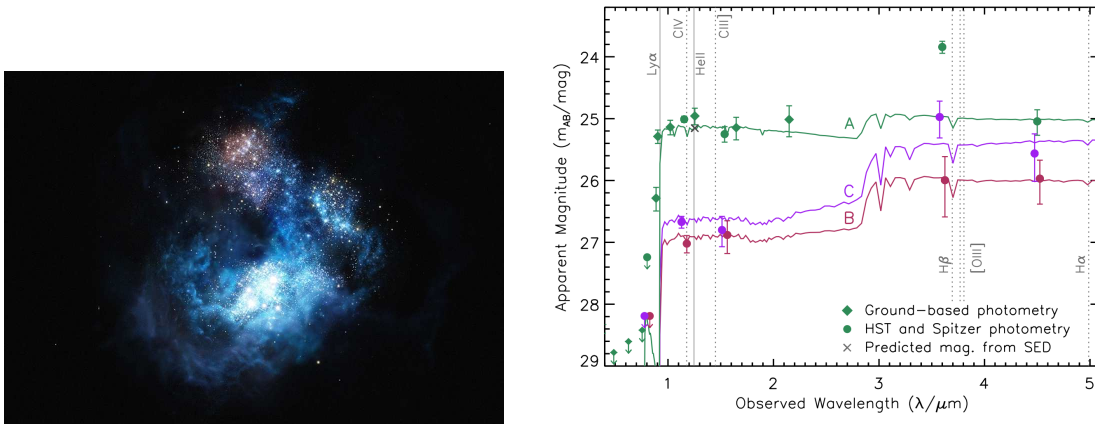 Lyα
CIV
HeII
CIII]
24
25
26
27
28
29
Apparent Magnitude (m_AB/mag)
A
C
B
Hβ
[OIII]
Hα
Ground-based photometry
HST and Spitzer photometry
Predicted mag. from SED
1
2
3
4
5
Observed Wavelength (λ/μm)